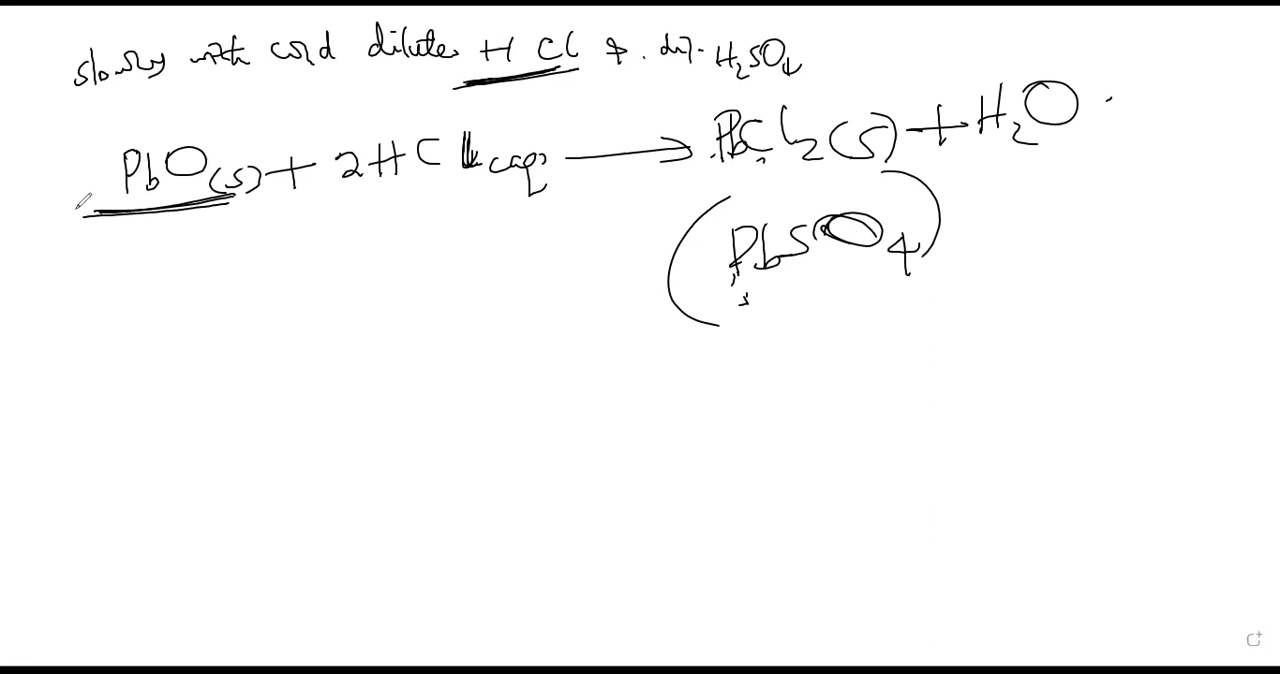 slowly with cold dilute HCl & dil. H₂SO₄
PbO(s) + 2HCl(aq) → PbCl₂(s) + H₂O
(PbSO₄)